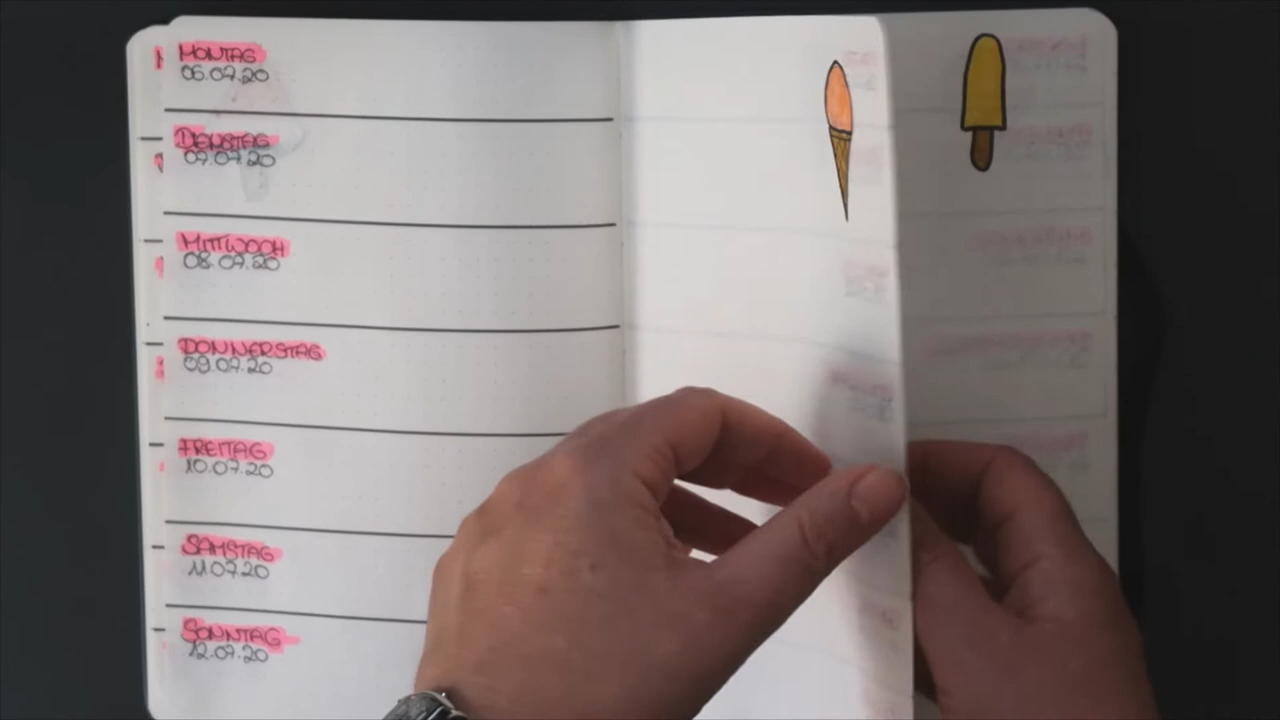 MONTAG
06.07.20
DIENSTAG
07.07.20
MITTWOCH
08.07.20
DONNERSTAG
09.07.20
FREITAG
10.07.20
SAMSTAG
11.07.20
SONNTAG
12.07.20